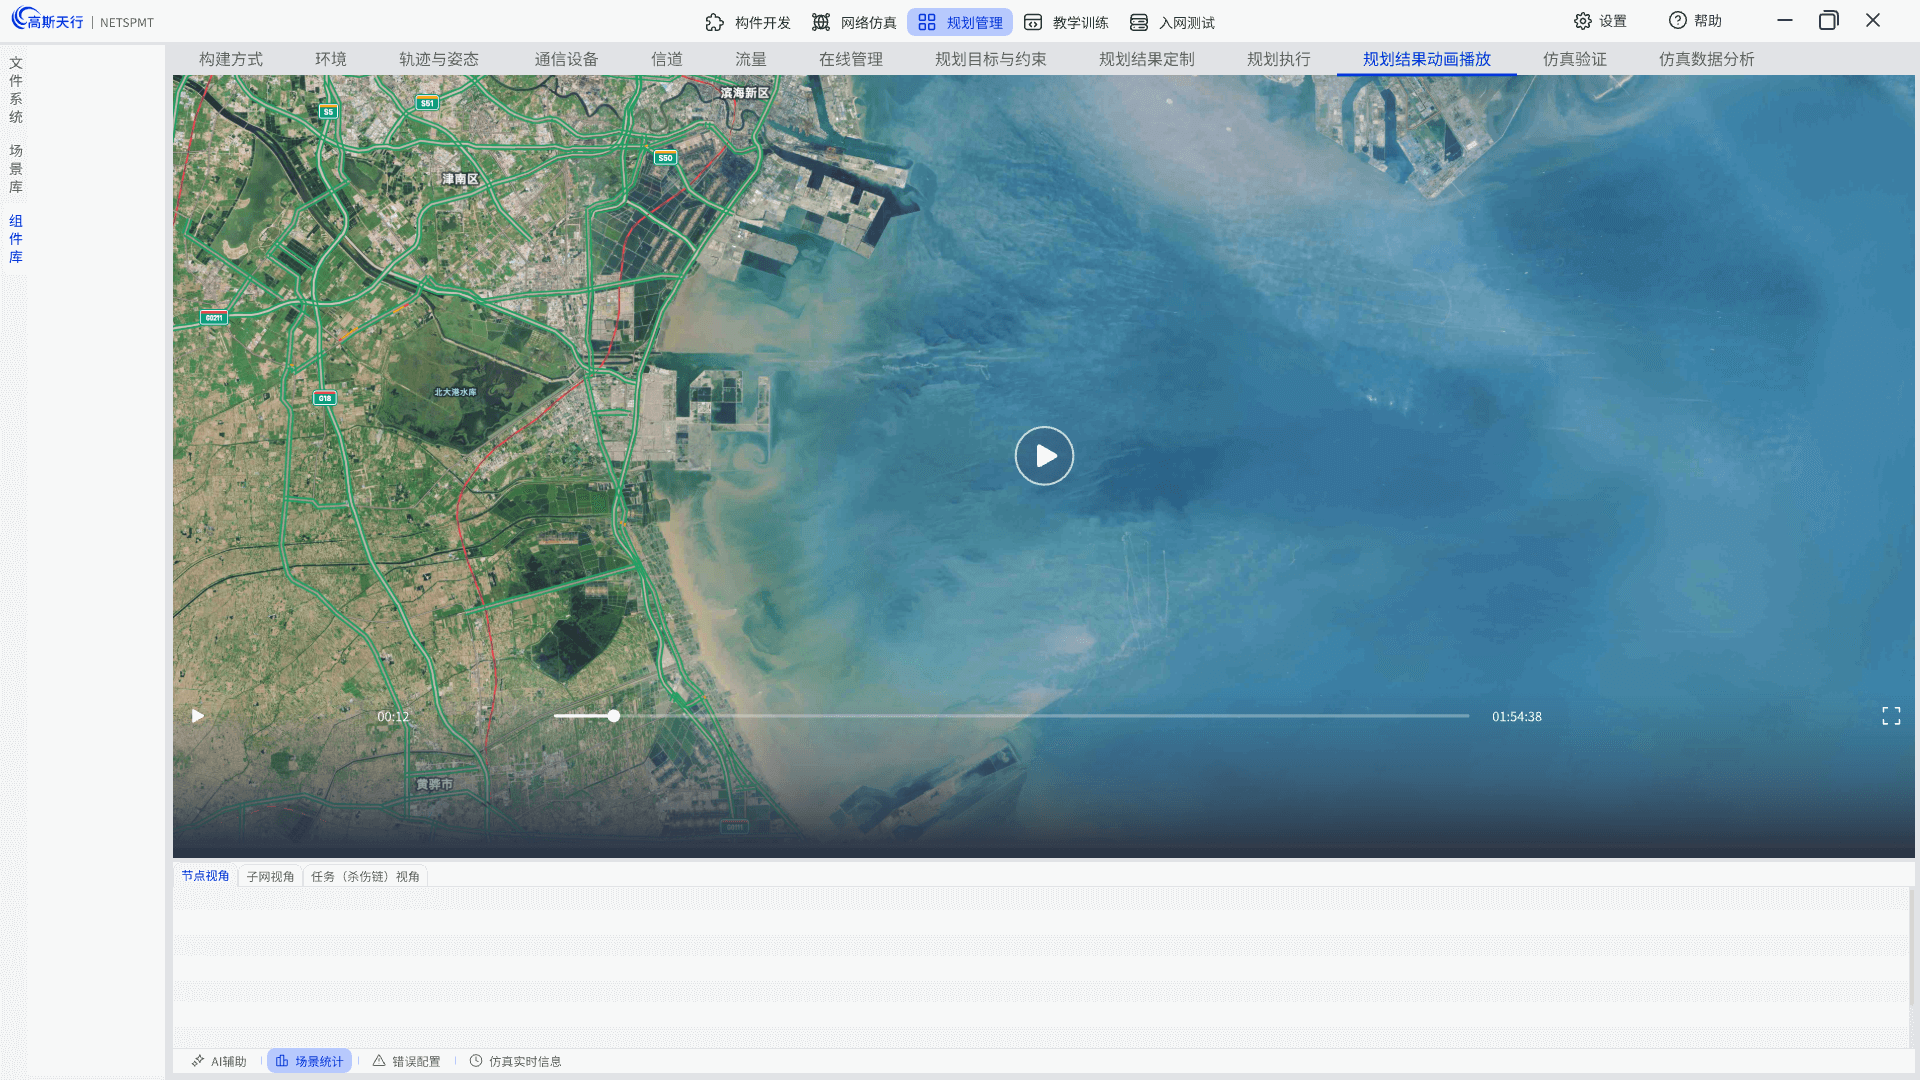 高斯天行 | NETSPMT
构件开发
网络仿真
规划管理
教学训练
入网测试
设置
帮助
构建方式
环境
轨迹与姿态
通信设备
信道
流量
在线管理
规划目标与约束
规划结果定制
规划执行
规划结果动画播放
仿真验证
仿真数据分析
文件系统
场景库
组件库
滨海新区
S51
S5
S50
津南区
G0211
北大港水库
G18
00:12
01:54:38
黄骅市
节点视角
子网视角
任务（杀伤链）视角
AI辅助
场景统计
错误配置
仿真实时信息